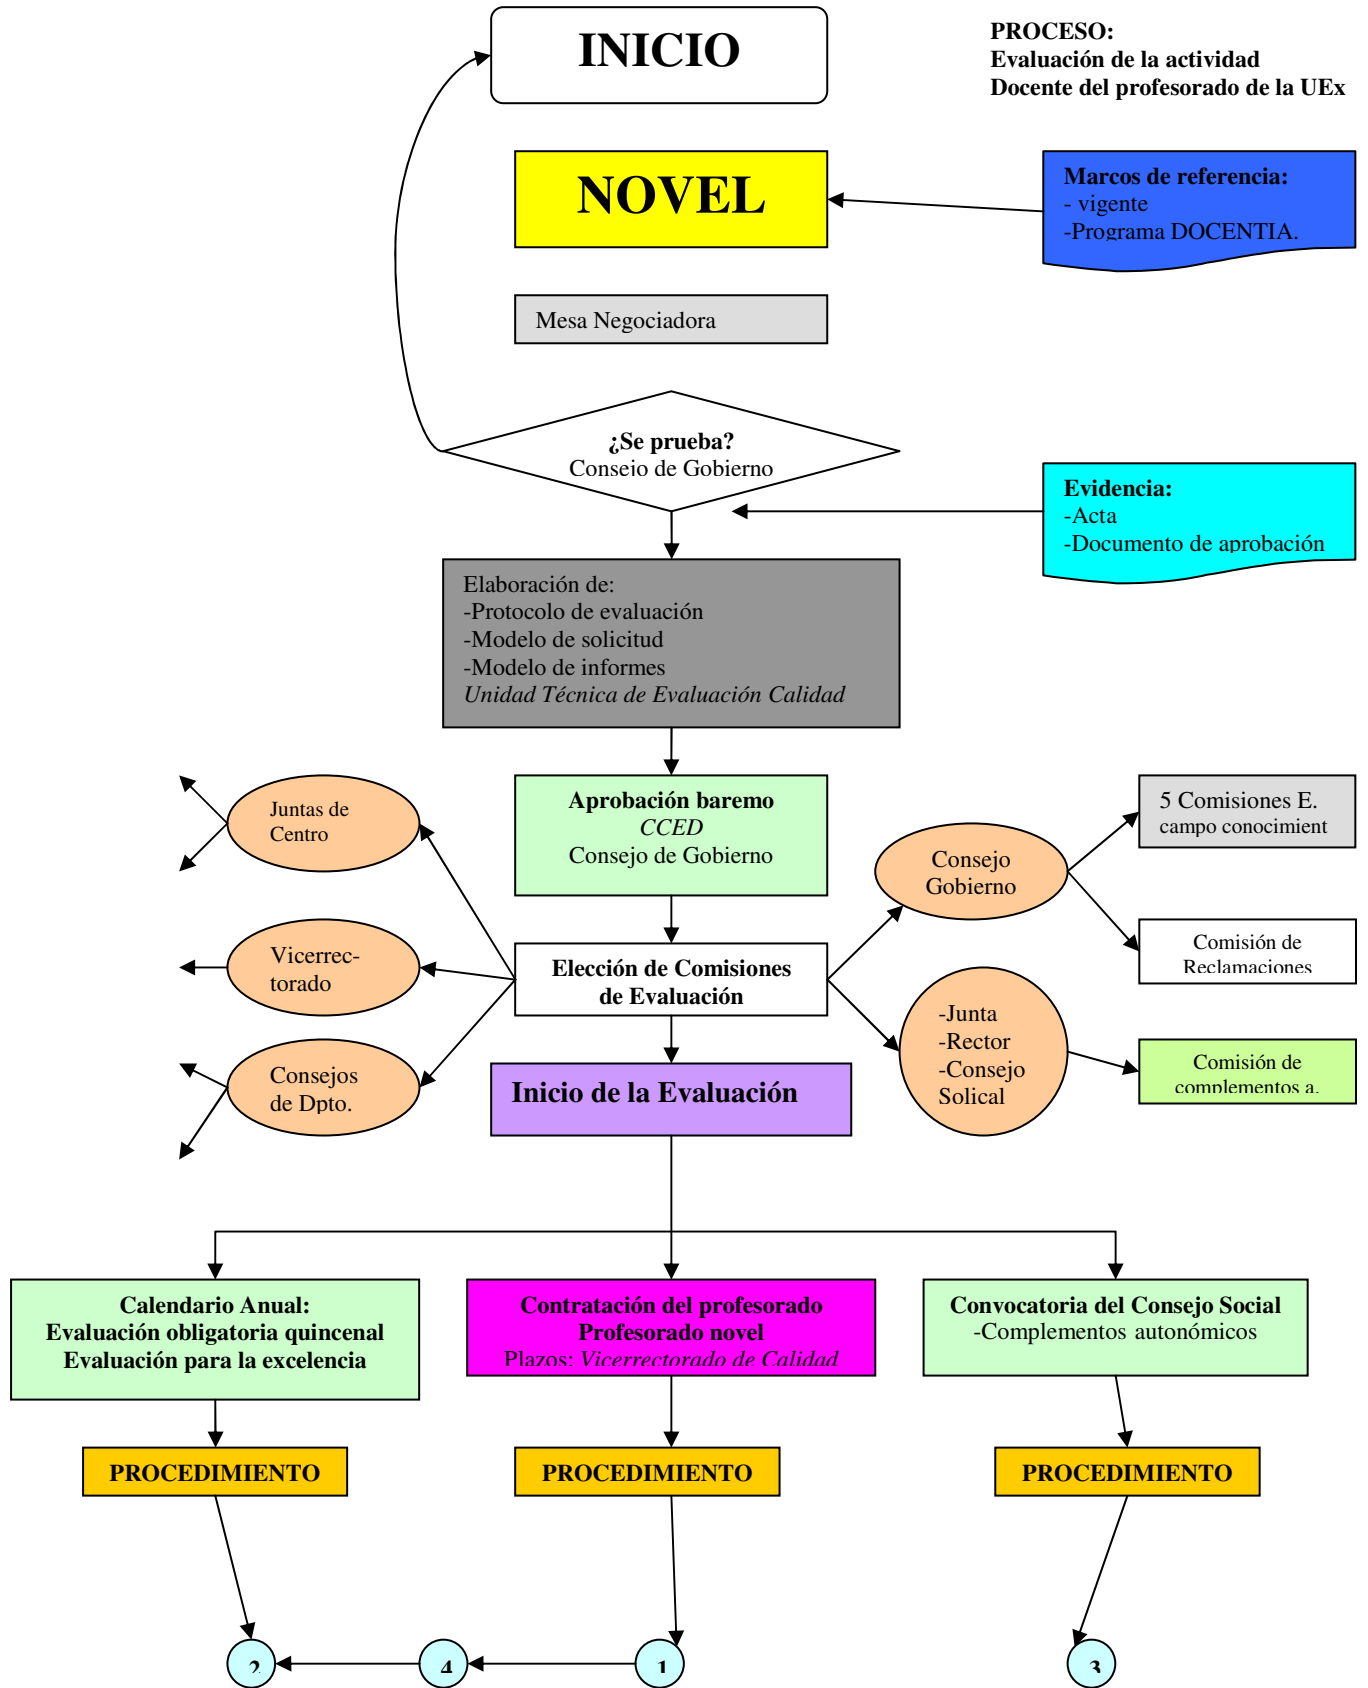 INICIO
PROCESO:
Evaluación de la actividad
Docente del profesorado de la UEx
NOVEL
Marcos de referencia:
- vigente
-Programa DOCENTIA.
Mesa Negociadora
¿Se prueba?
Consejo de Gobierno
Evidencia:
-Acta
-Documento de aprobación
Elaboración de:
-Protocolo de evaluación
-Modelo de solicitud
-Modelo de informes
Unidad Técnica de Evaluación Calidad
Juntas de
Centro
Aprobación baremo
CCED
Consejo de Gobierno
Consejo
Gobierno
5 Comisiones E.
campo conocimient
Vicerrec-
torado
Elección de Comisiones
de Evaluación
Comisión de
Reclamaciones
Consejos
de Dpto.
Inicio de la Evaluación
-Junta
-Rector
-Consejo
Solical
Comisión de
complementos a.
Calendario Anual:
Evaluación obligatoria quincenal
Evaluación para la excelencia
Contratación del profesorado
Profesorado novel
Plazos: Vicerrectorado de Calidad
Convocatoria del Consejo Social
-Complementos autonómicos
PROCEDIMIENTO
PROCEDIMIENTO
PROCEDIMIENTO
2
4
1
3